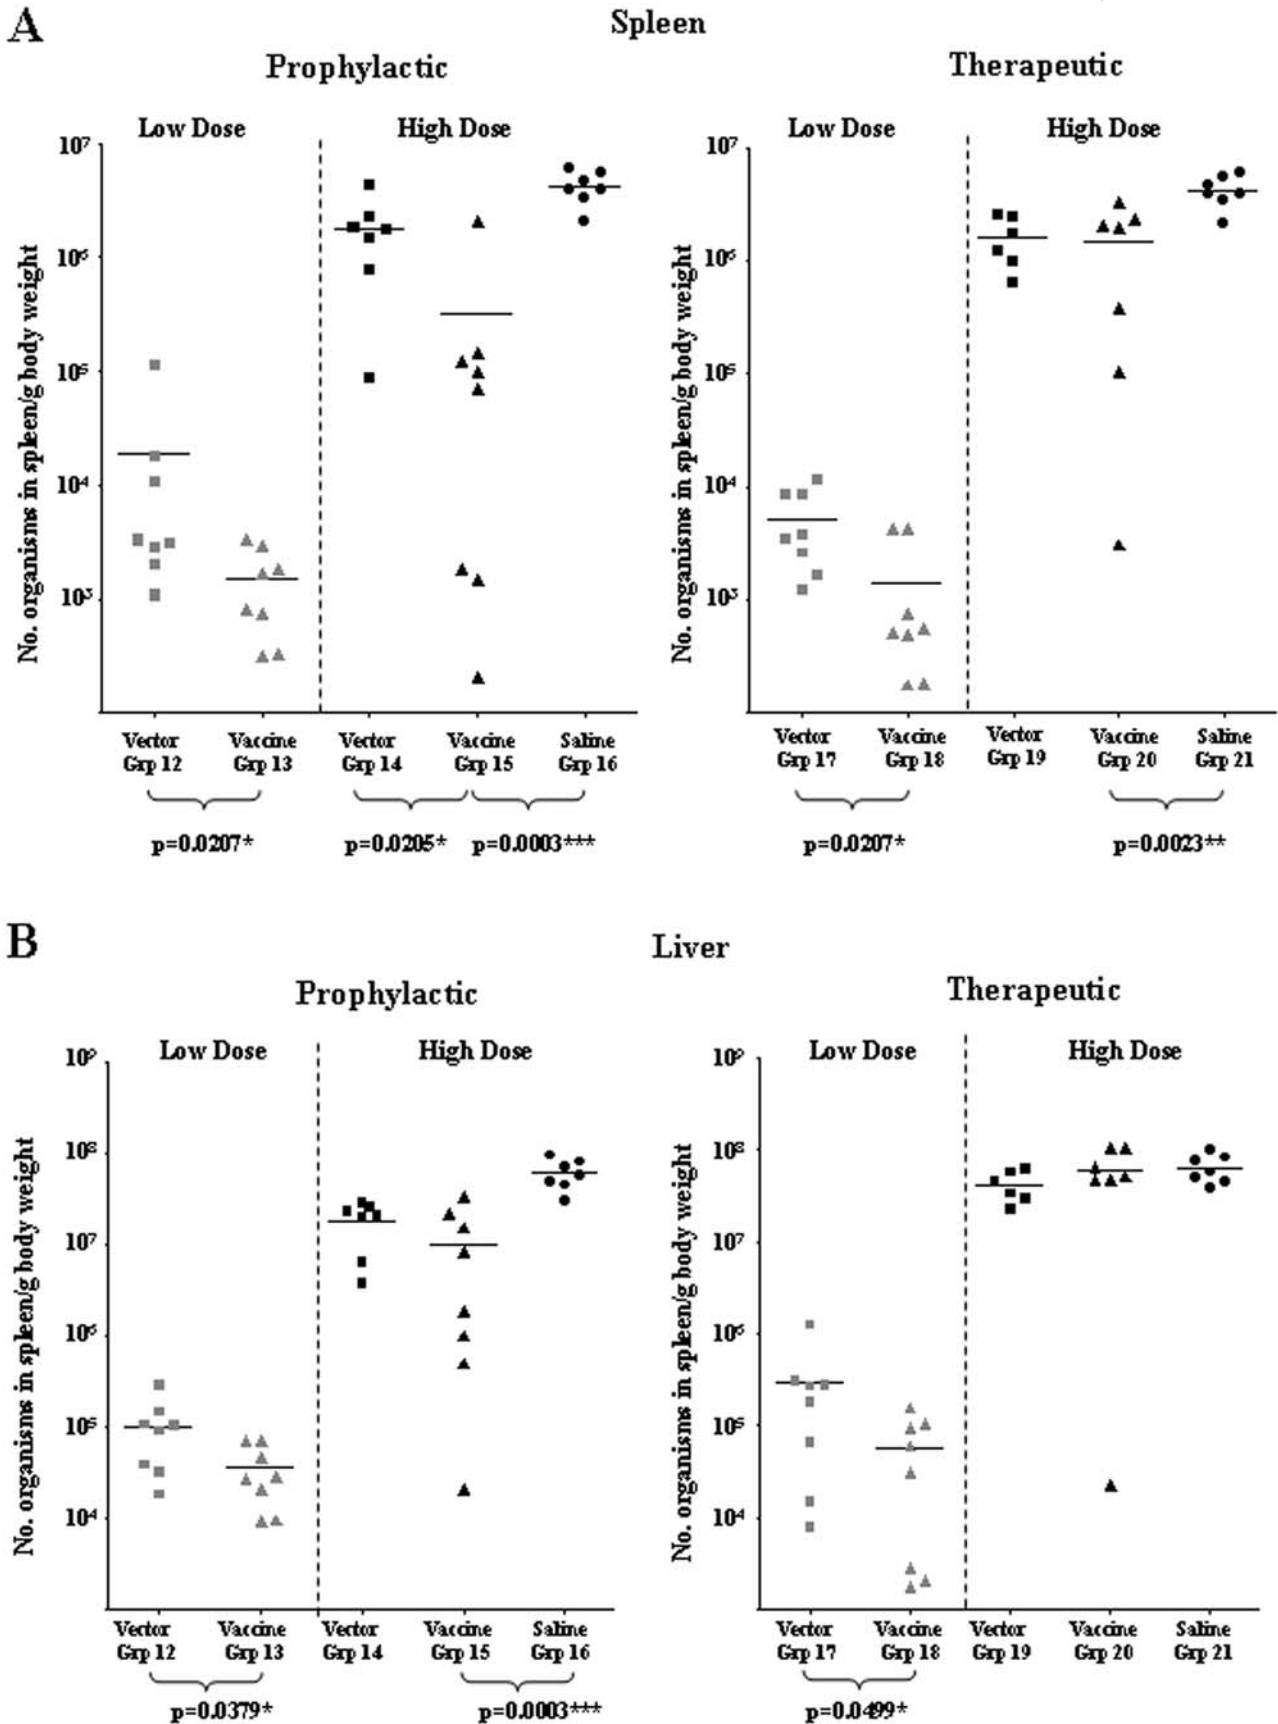 A
Spleen
Prophylactic
Therapeutic
Low Dose
High Dose
Low Dose
High Dose
No. organisms in spleen/g body weight
10⁷
10⁶
10⁵
10⁴
10³
No. organisms in spleen/g body weight
10⁷
10⁶
10⁵
10⁴
10³
Vector Vaccine Vector Vaccine Saline
Grp 12 Grp 13 Grp 14 Grp 15 Grp 16
Vector Vaccine Vector Vaccine Saline
Grp 17 Grp 18 Grp 19 Grp 20 Grp 21
p=0.0207* p=0.0205* p=0.0003***
p=0.0207* p=0.0023**
B
Liver
Prophylactic
Therapeutic
Low Dose
High Dose
Low Dose
High Dose
No. organisms in spleen/g body weight
10⁹
10⁸
10⁷
10⁶
10⁵
10⁴
No. organisms in spleen/g body weight
10⁹
10⁸
10⁷
10⁶
10⁵
10⁴
Vector Vaccine Vector Vaccine Saline
Grp 12 Grp 13 Grp 14 Grp 15 Grp 16
Vector Vaccine Vector Vaccine Saline
Grp 17 Grp 18 Grp 19 Grp 20 Grp 21
p=0.0379* p=0.0003***
p=0.0499*